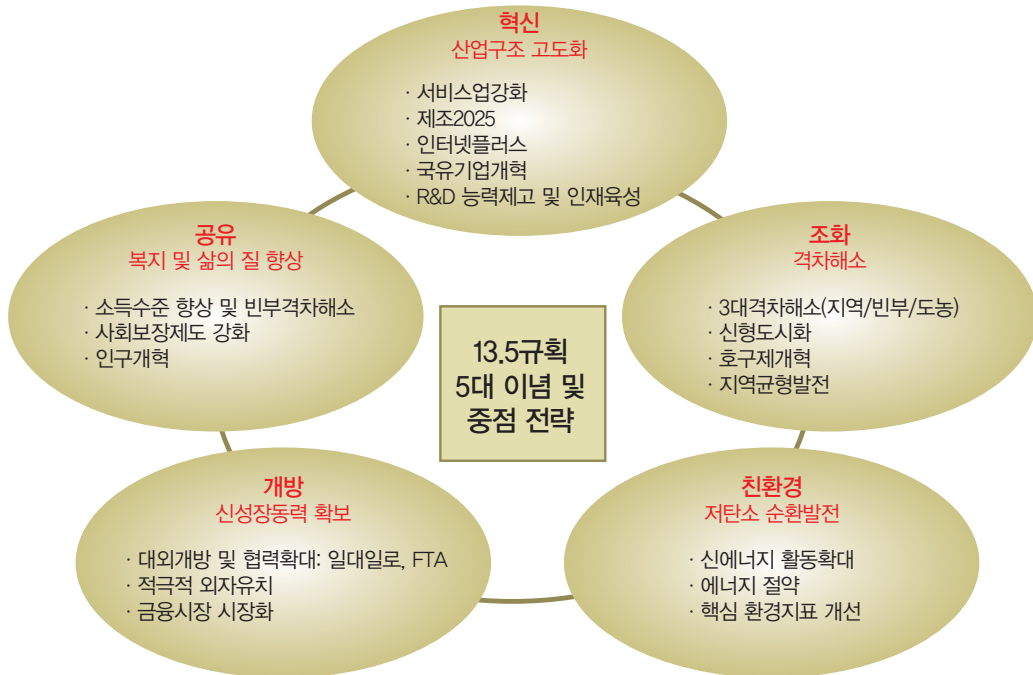 혁신
산업구조 고도화
· 서비스업강화
· 제조2025
· 인터넷플러스
· 국유기업개혁
· R&D 능력제고 및 인재육성
공유
복지 및 삶의 질 향상
· 소득수준 향상 및 빈부격차해소
· 사회보장제도 강화
· 인구개혁
조화
격차해소
· 3대격차해소(지역/빈부/도농)
· 신형도시화
· 호구제개혁
· 지역균형발전
13.5규획
5대 이념 및
중점 전략
개방
신성장동력 확보
· 대외개방 및 협력확대: 일대일로, FTA
· 적극적 외자유치
· 금융시장 시장화
친환경
저탄소 순환발전
· 신에너지 활동확대
· 에너지 절약
· 핵심 환경지표 개선